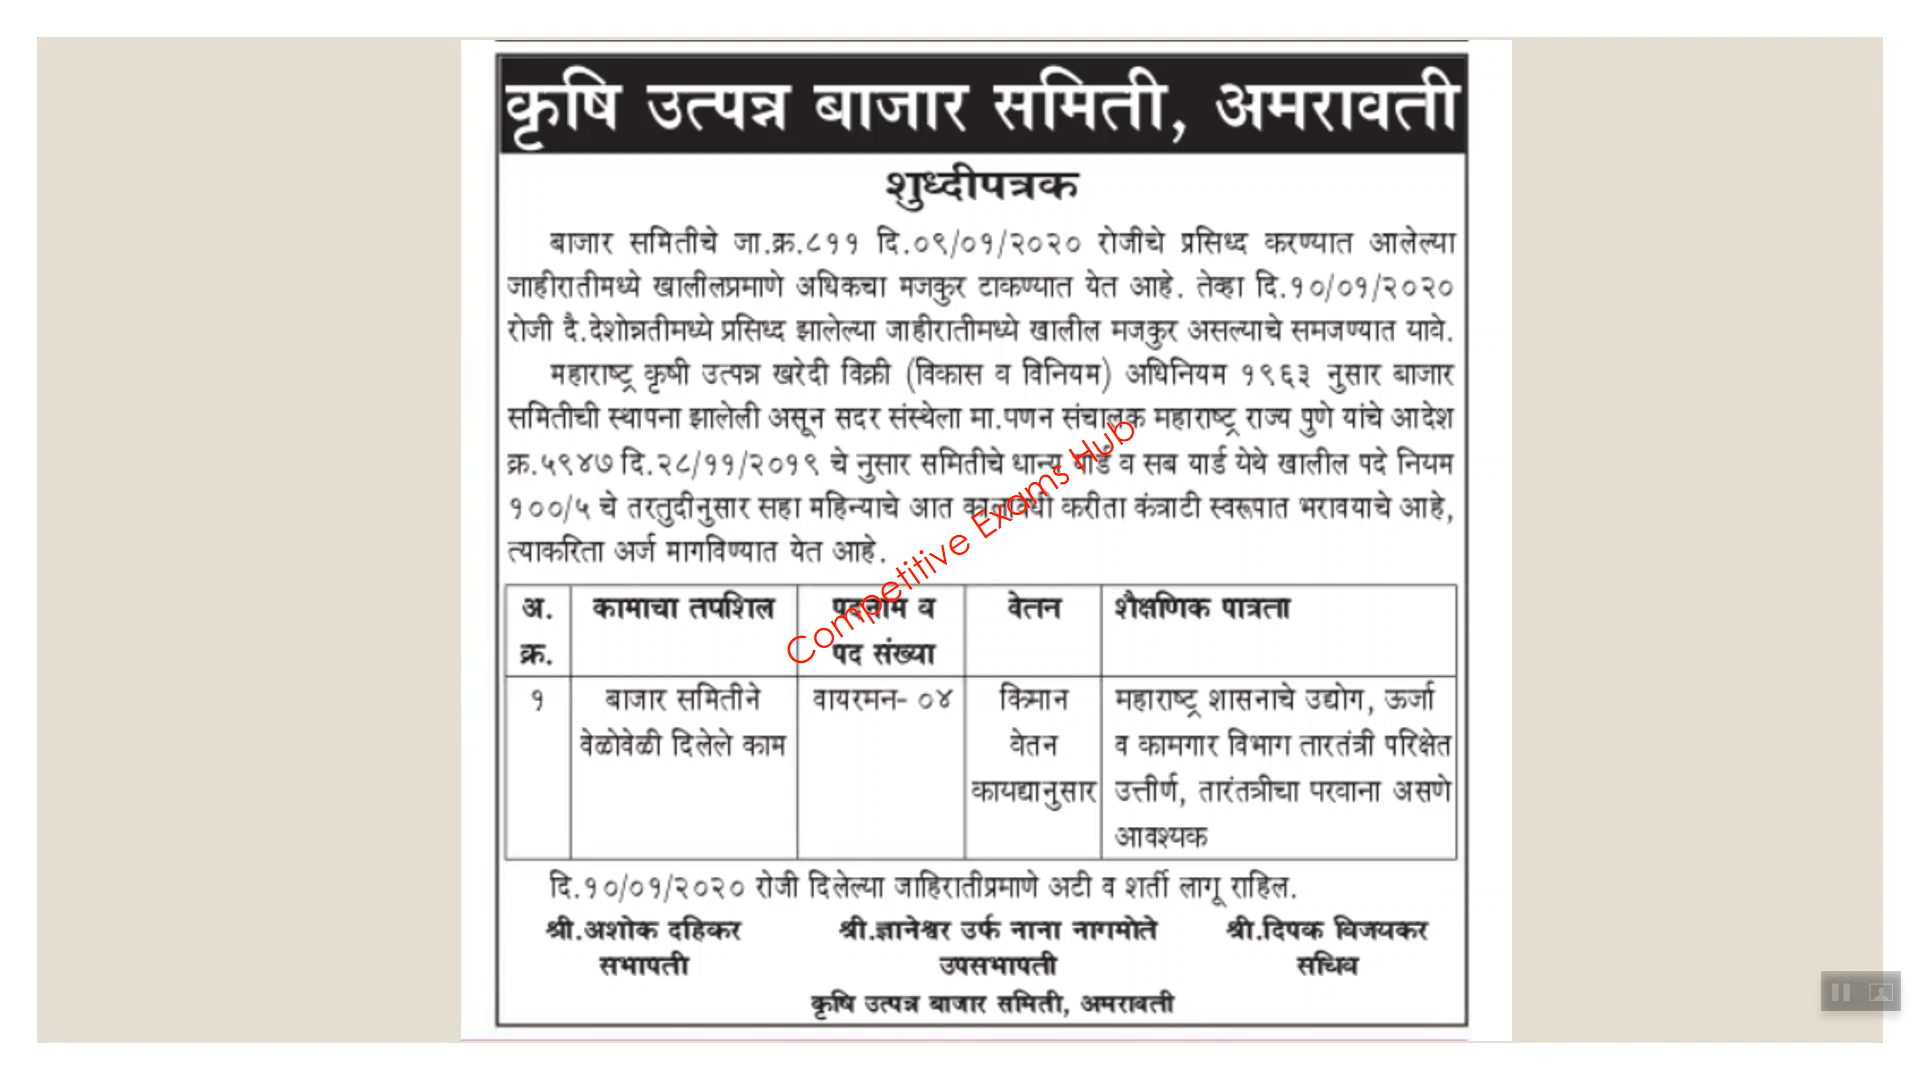 कृषि उत्पन्न बाजार समिती, अमरावती
शुध्दीपत्रक
बाजार समितीचे जा.क्र.८११ दि.०९/०१/२०२० रोजीचे प्रसिध्द करण्यात आलेल्या
जाहीरातीमध्ये खालीलप्रमाणे अधिकचा मजकुर टाकण्यात येत आहे. तेव्हा दि.१०/०१/२०२०
रोजी दै.देशोन्नतीमध्ये प्रसिध्द झालेल्या जाहीरातीमध्ये खालील मजकुर असल्याचे समजण्यात यावे.
महाराष्ट्र कृषी उत्पन्न खरेदी विक्री (विकास व विनियम) अधिनियम १९६३ नुसार बाजार
समितीची स्थापना झालेली असून सदर संस्थेला मा.पणन संचालक महाराष्ट्र राज्य पुणे यांचे आदेश
क्र.५९४७ दि.२८/११/२०१९ चे नुसार समितीचे धान्य यार्ड व सब यार्ड येथे खालील पदे नियम
१००/५ चे तरतुदीनुसार सहा महिन्याचे आत कालावधी करीता कंत्राटी स्वरूपात भरावयाचे आहे,
त्याकरिता अर्ज मागविण्यात येत आहे.
Competitive Exams Hub
अ. कामाचा तपशिल पदनाम व वेतन शैक्षणिक पात्रता
क्र. पद संख्या
१ बाजार समितीने वायरमन- ०४ किमान महाराष्ट्र शासनाचे उद्योग, ऊर्जा
वेळोवेळी दिलेले काम वेतन व कामगार विभाग तारतंत्री परिक्षेत
कायद्यानुसार उत्तीर्ण, तारंतत्रीचा परवाना असणे
आवश्यक
दि.१०/०१/२०२० रोजी दिलेल्या जाहिरातीप्रमाणे अटी व शर्ती लागू राहिल.
श्री.अशोक दहिकर श्री.ज्ञानेश्वर उर्फ नाना नागमोते श्री.दिपक विजयकर
सभापती उपसभापती सचिव
कृषि उत्पन्न बाजार समिती, अमरावती